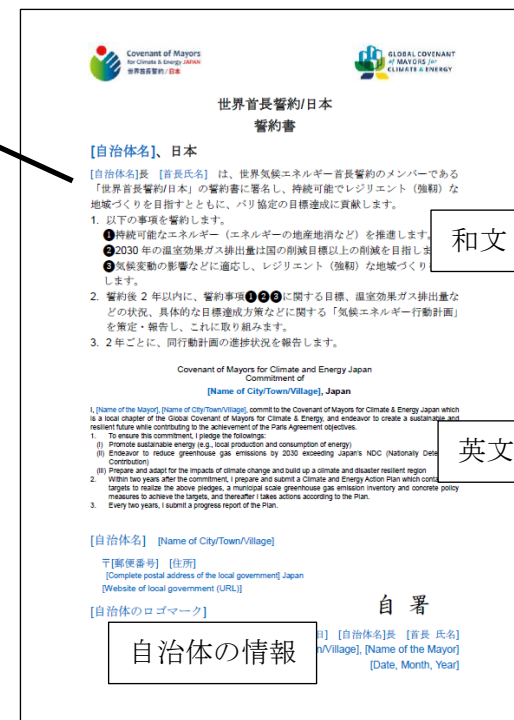 Covenant of Mayors
for Climate & Energy JAPAN
世界首長誓約/日本
GLOBAL COVENANT
of MAYORS for
CLIMATE & ENERGY
世界首長誓約/日本
誓約書
[自治体名]、日本
[自治体名]長 [首長氏名] は、世界気候エネルギー首長誓約のメンバーである
「世界首長誓約/日本」の誓約書に署名し、持続可能でレジリエント（強靭）な
地域づくりを目指すとともに、パリ協定の目標達成に貢献します。
1. 以下の事項を誓約します。
❶持続可能なエネルギー（エネルギーの地産地消など）を推進します
❷2030 年の温室効果ガス排出量は国の削減目標以上の削減を目指しま
❸気候変動の影響などに適応し、レジリエント（強靭）な地域づくり
します。
和文
2. 誓約後 2 年以内に、誓約事項❶❷❸に関する目標、温室効果ガス排出量な
どの状況、具体的な目標達成方策などに関する「気候エネルギー行動計画」
を策定・報告し、これに取り組みます。
3. 2 年ごとに、同行動計画の進捗状況を報告します。
Covenant of Mayors for Climate and Energy Japan
Commitment of
[Name of City/Town/Village], Japan
I, [Name of the Mayor], [Name of City/Town/Village], commit to the Covenant of Mayors for Climate & Energy Japan which
is a local chapter of the Global Covenant of Mayors for Climate & Energy, and endeavor to create a sustainable and
resilient future while contributing to the achievement of the Paris Agreement objectives.
1. To ensure this commitment, I pledge the followings:
(I) Promote sustainable energy (e.g., local production and consumption of energy)
(II) Endeavor to reduce greenhouse gas emissions by 2030 exceeding Japan's NDC (Nationally Dete
Contribution)
(III) Prepare and adapt for the impacts of climate change and build up a climate and disaster resilient region
英文
2. Within two years after the commitment, I prepare and submit a Climate and Energy Action Plan which conta
targets to realize the above pledges, a municipal scale greenhouse gas emission inventory and concrete policy
measures to achieve the targets, and thereafter I take actions according to the Plan.
3. Every two years, I submit a progress report of the Plan.
[自治体名] [Name of City/Town/Village]
〒[郵便番号] [住所]
[Complete postal address of the local government] Japan
[Website of local government (URL)]
[自治体のロゴマーク]
自 署
自治体の情報
日] [自治体名]長 [首長 氏名]
n/Village], [Name of the Mayor]
[Date, Month, Year]